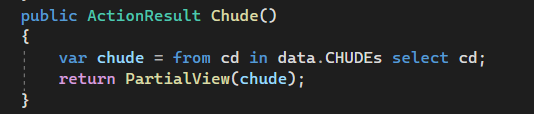 public ActionResult Chude()
{
var chude = from cd in data.CHUDEs select cd;
return PartialView(chude);
}